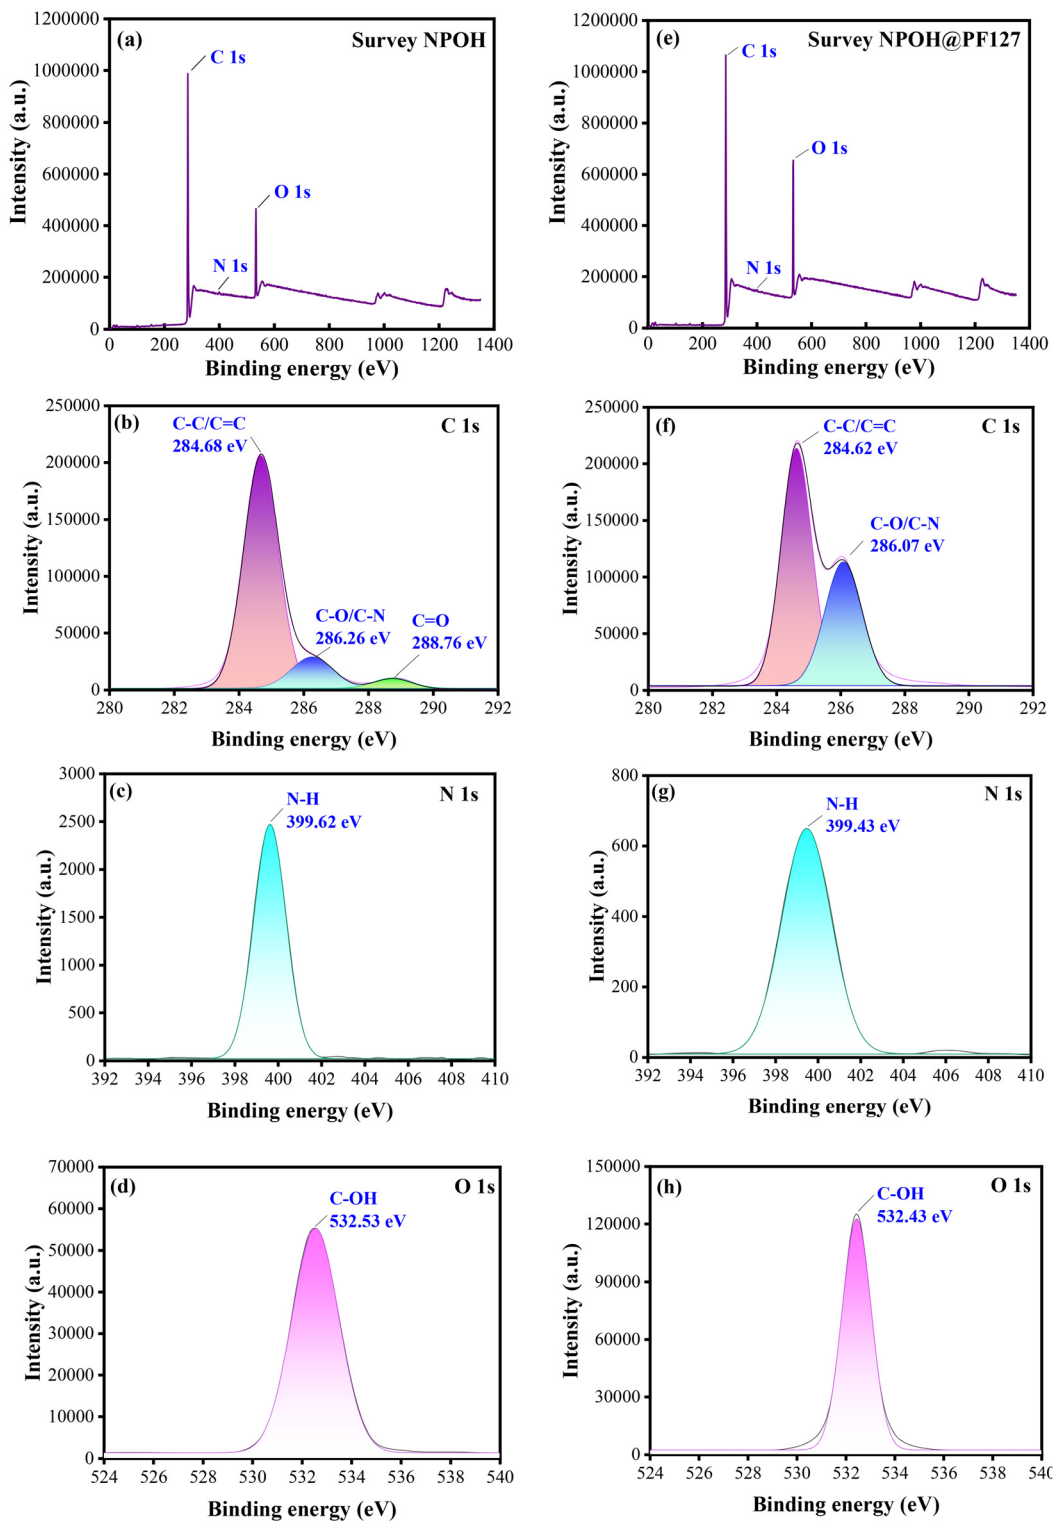 (a)
Survey NPOH
C 1s
O 1s
N 1s
1200000
1000000
800000
600000
400000
200000
0
0 200 400 600 800 1000 1200 1400
Intensity (a.u.)
Binding energy (eV)
(e)
Survey NPOH@PF127
C 1s
O 1s
N 1s
1200000
1000000
800000
600000
400000
200000
0
0 200 400 600 800 1000 1200 1400
Intensity (a.u.)
Binding energy (eV)
(b)
C 1s
C-C/C=C
284.68 eV
C-O/C-N
286.26 eV
C=O
288.76 eV
250000
200000
150000
100000
50000
0
280 282 284 286 288 290 292
Intensity (a.u.)
Binding energy (eV)
(f)
C 1s
C-C/C=C
284.62 eV
C-O/C-N
286.07 eV
250000
200000
150000
100000
50000
0
280 282 284 286 288 290 292
Intensity (a.u.)
Binding energy (eV)
(c)
N 1s
N-H
399.62 eV
3000
2500
2000
1500
1000
500
0
392 394 396 398 400 402 404 406 408 410
Intensity (a.u.)
Binding energy (eV)
(g)
N 1s
N-H
399.43 eV
800
600
400
200
0
392 394 396 398 400 402 404 406 408 410
Intensity (a.u.)
Binding energy (eV)
(d)
O 1s
C-OH
532.53 eV
70000
60000
50000
40000
30000
20000
10000
0
524 526 528 530 532 534 536 538 540
Intensity (a.u.)
Binding energy (eV)
(h)
O 1s
C-OH
532.43 eV
150000
120000
90000
60000
30000
0
524 526 528 530 532 534 536 538 540
Intensity (a.u.)
Binding energy (eV)